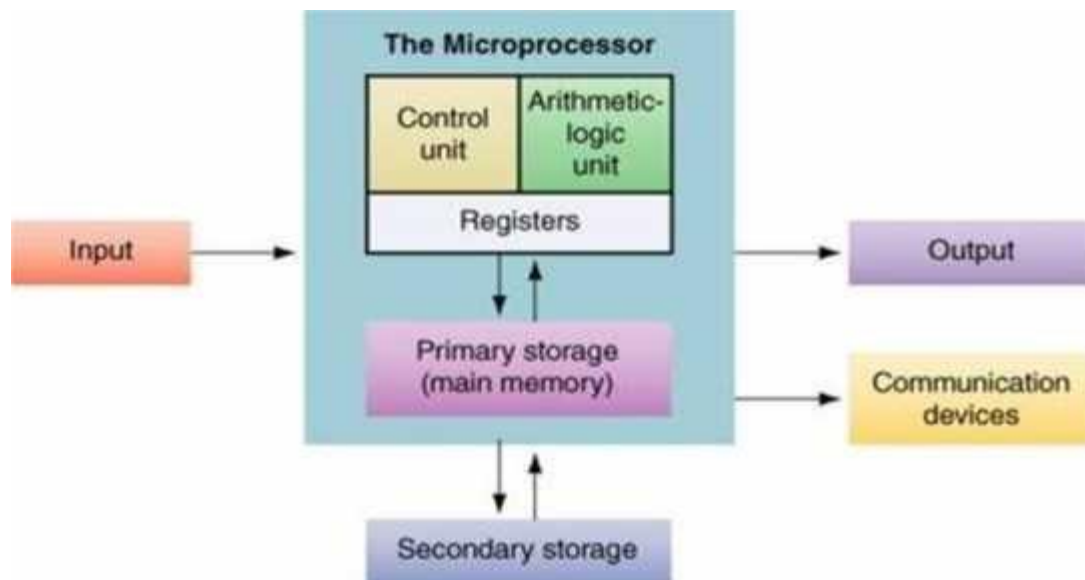 The Microprocessor
Control
unit
Arithmetic-
logic
unit
Registers
Input
Output
Primary storage
(main memory)
Communication
devices
Secondary storage